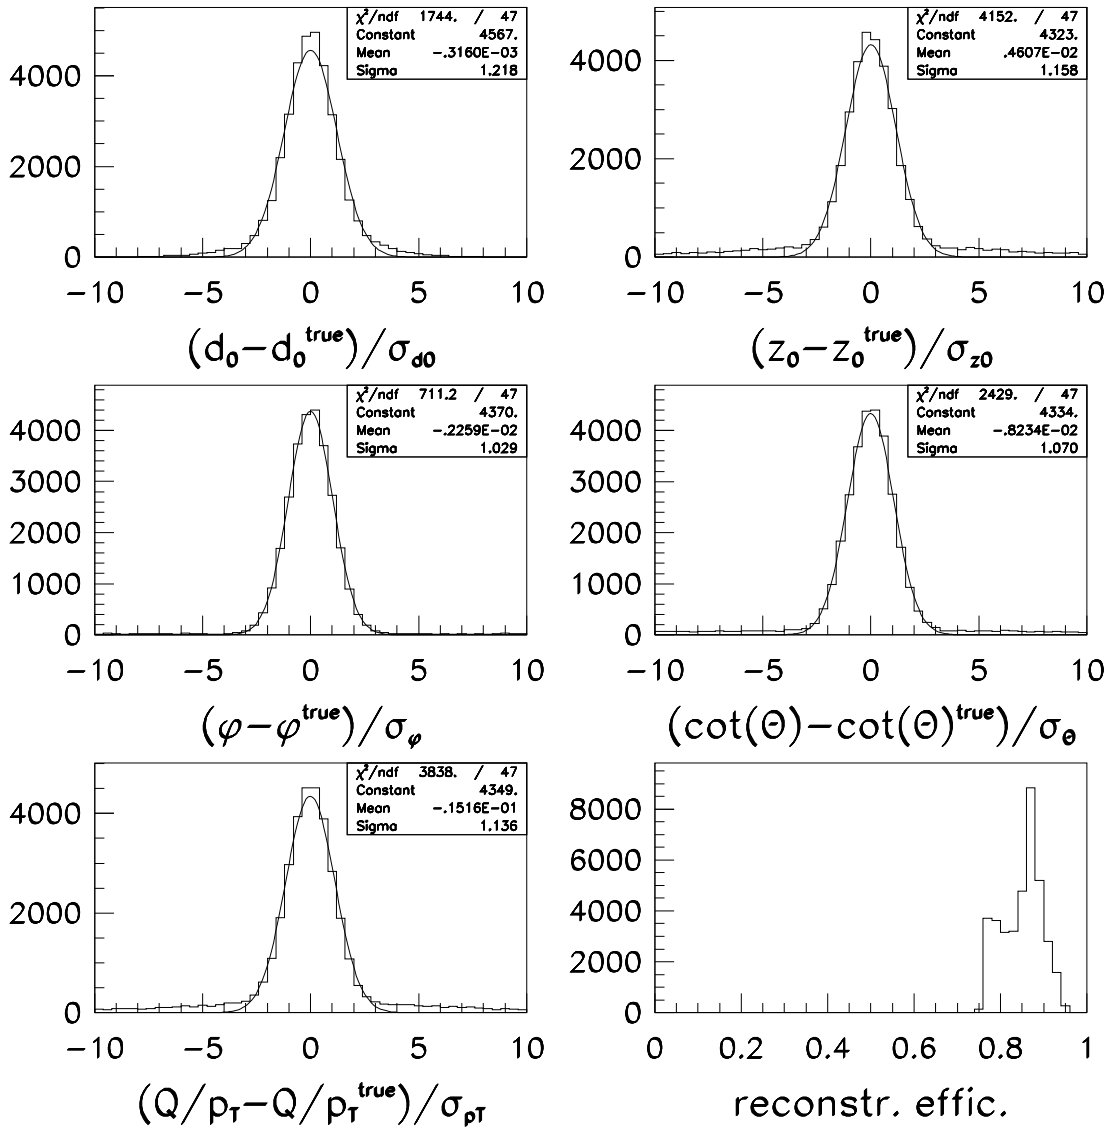 χ²/ndf 1744. / 47
Constant 4567.
Mean -.3160E-03
Sigma 1.218
4000
2000
0
-10 -5 0 5 10
(d₀-d₀^true)/σ_d0
χ²/ndf 4152. / 47
Constant 4323.
Mean .4607E-02
Sigma 1.158
4000
2000
0
-10 -5 0 5 10
(z₀-z₀^true)/σ_z0
χ²/ndf 711.2 / 47
Constant 4370.
Mean -.2259E-02
Sigma 1.029
4000
3000
2000
1000
0
-10 -5 0 5 10
(φ-φ^true)/σ_φ
χ²/ndf 2429. / 47
Constant 4334.
Mean -.8234E-02
Sigma 1.070
4000
3000
2000
1000
0
-10 -5 0 5 10
(cot(Θ)-cot(Θ)^true)/σ_Θ
χ²/ndf 3838. / 47
Constant 4349.
Mean -.1516E-01
Sigma 1.136
4000
2000
0
-10 -5 0 5 10
(Q/p_T-Q/p_T^true)/σ_pT
8000
6000
4000
2000
0
0 0.2 0.4 0.6 0.8 1
reconstr. effic.